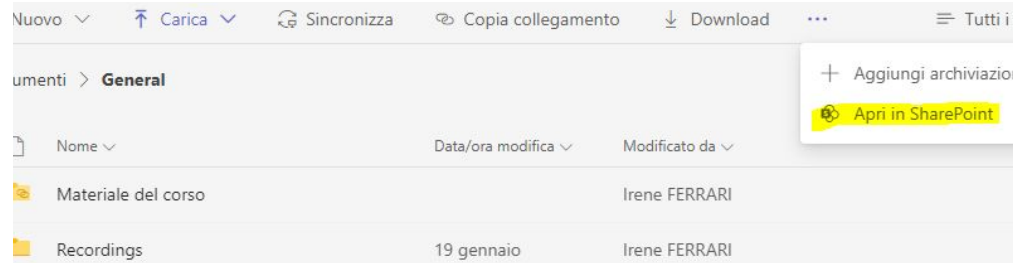 Nuovo Carica Sincronizza Copia collegamento Download ... Tutti i
umenti > General
Aggiungi archiviazion
Apri in SharePoint
Nome Data/ora modifica Modificato da
Materiale del corso Irene FERRARI
Recordings 19 gennaio Irene FERRARI